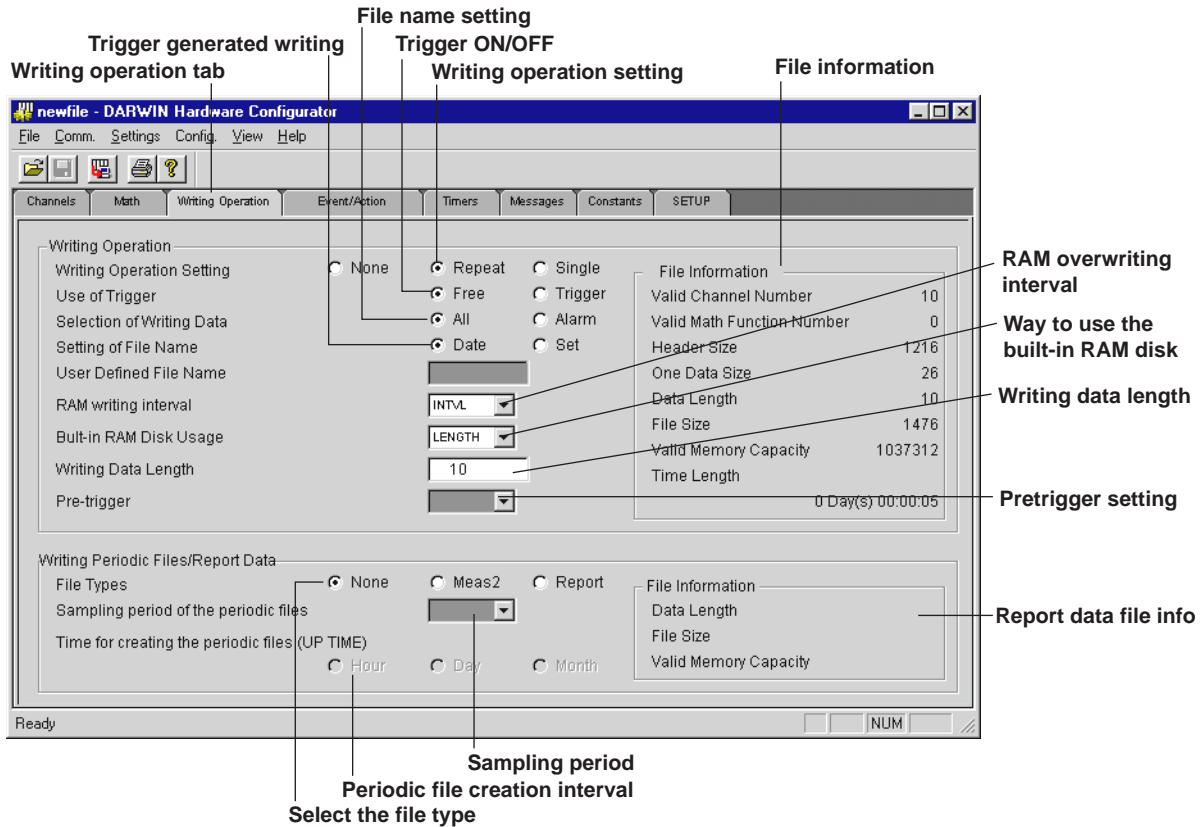 File name setting
Trigger generated writing
Trigger ON/OFF
Writing operation tab
Writing operation setting
File information
newfile - DARWIN Hardware Configurator
File Comm. Settings Config. View Help
Channels Math Writing Operation Event/Action Timers Messages Constants SETUP
Writing Operation
Writing Operation Setting None Repeat Single
Use of Trigger Free Trigger
Selection of Writing Data All Alarm
Setting of File Name Date Set
User Defined File Name
RAM writing interval INTVL
Bult-in RAM Disk Usage LENGTH
Writing Data Length 10
Pre-trigger
File Information
Valid Channel Number 10
Valid Math Function Number 0
Header Size 1216
One Data Size 26
Data Length 10
File Size 1476
Valid Memory Capacity 1037312
Time Length
0 Day(s) 00:00:05
RAM overwriting
interval
Way to use the
built-in RAM disk
Writing data length
Pretrigger setting
Writing Periodic Files/Report Data
File Types None Meas2 Report
Sampling period of the periodic files
Time for creating the periodic files (UP TIME)
Hour Day Month
File Information
Data Length
File Size
Valid Memory Capacity
Report data file info
Ready NUM
Sampling period
Periodic file creation interval
Select the file type